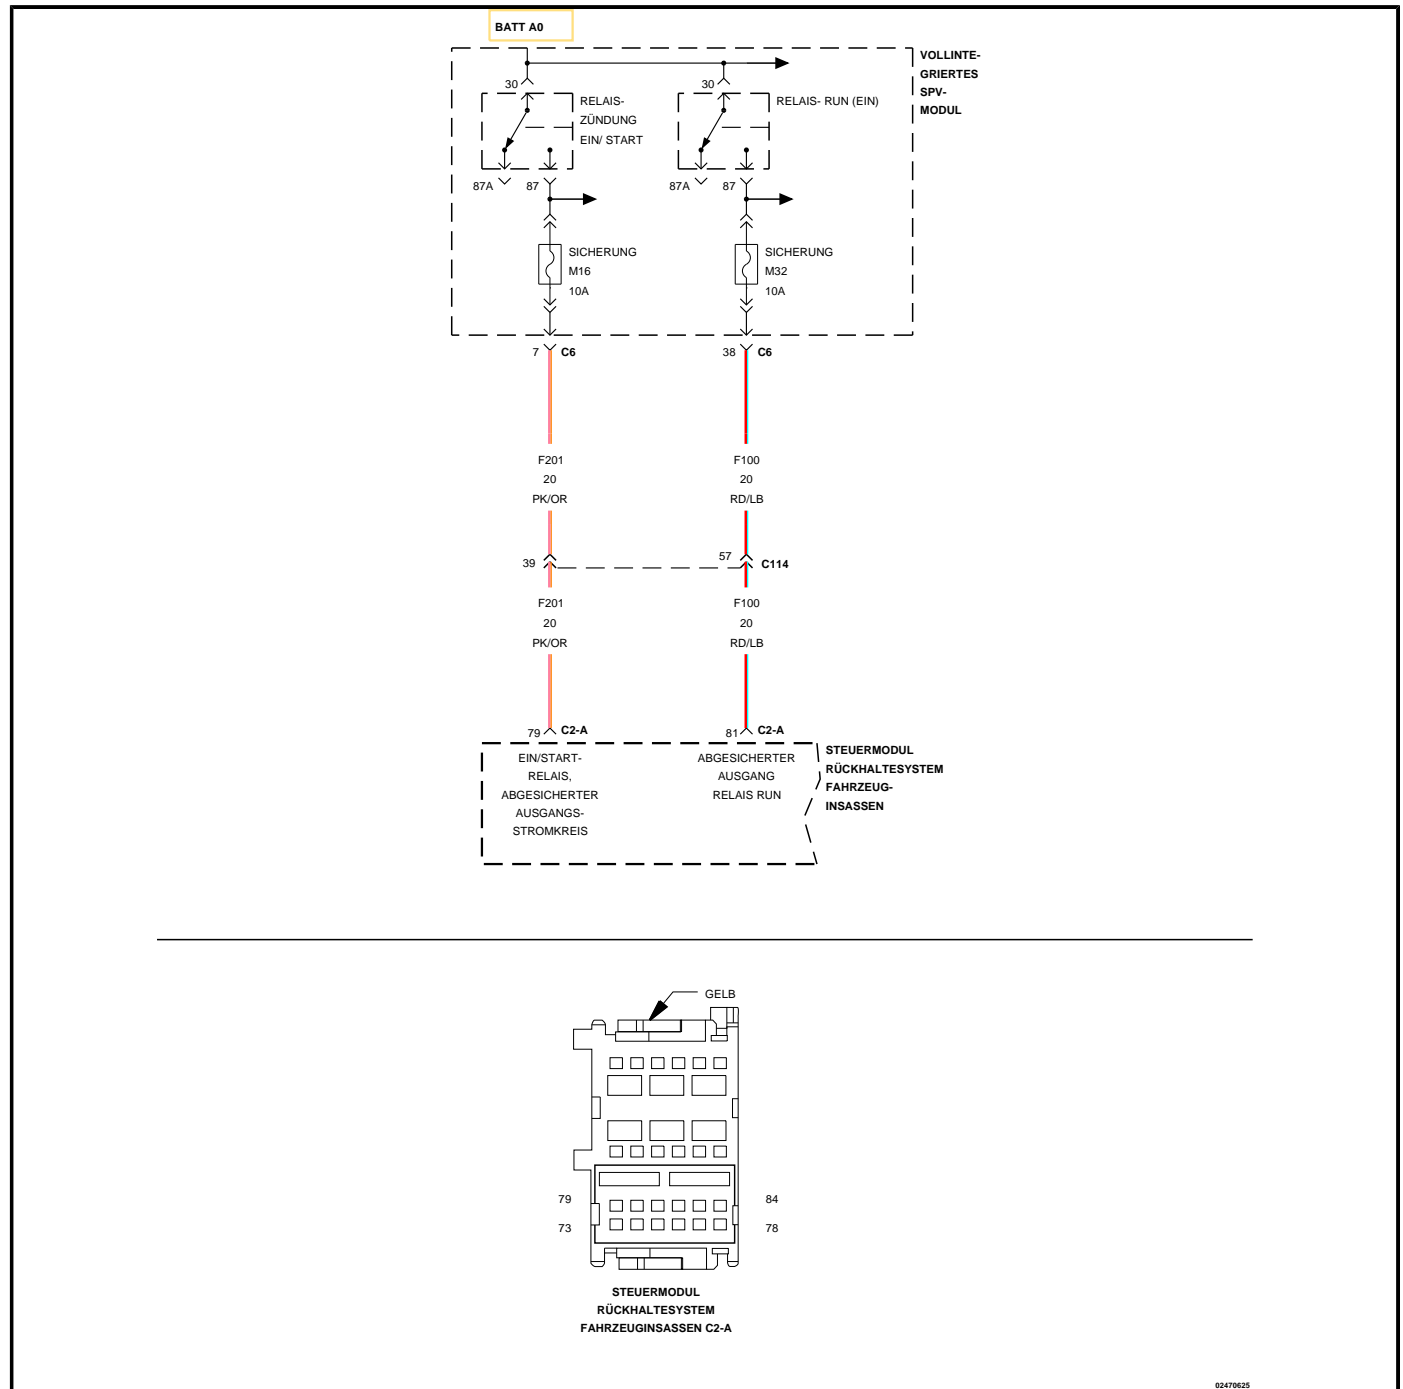 BATT A0
VOLLINTE-
GRIERTES
SPV-
MODUL
30
RELAIS-
ZÜNDUNG
EIN/ START
30
RELAIS- RUN (EIN)
87A
87
87A
87
SICHERUNG
M16
10A
SICHERUNG
M32
10A
7
C6
38
C6
F201
20
PK/OR
F100
20
RD/LB
39
57
C114
F201
20
PK/OR
F100
20
RD/LB
79
C2-A
81
C2-A
EIN/START-
RELAIS,
ABGESICHERTER
AUSGANGS-
STROMKREIS
ABGESICHERTER
AUSGANG
RELAIS RUN
STEUERMODUL
RÜCKHALTESYSTEM
FAHRZEUG-
INSASSEN
GELB
79
84
73
78
STEUERMODUL
RÜCKHALTESYSTEM
FAHRZEUGINSASSEN C2-A
02470625